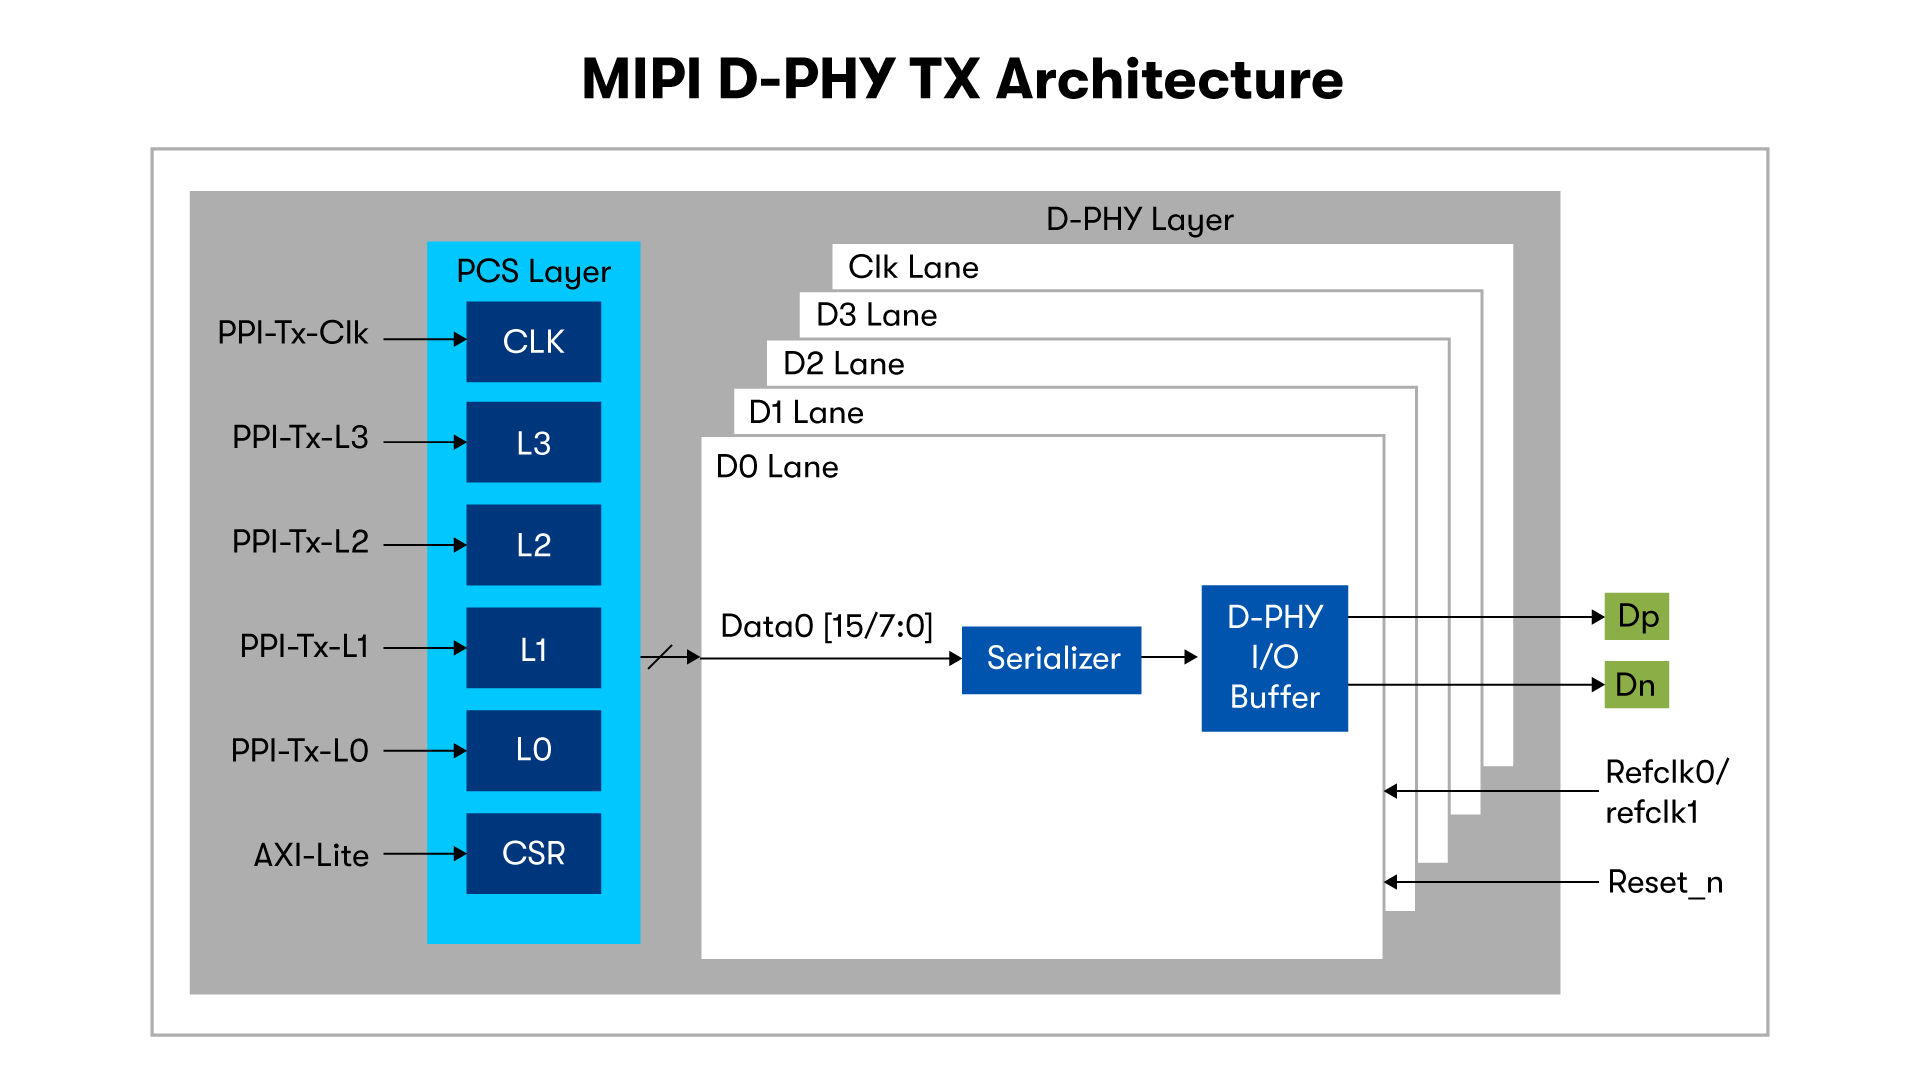 MIPI D-PHY TX Architecture
D-PHY Layer
PCS Layer
Clk Lane
D3 Lane
D2 Lane
D1 Lane
D0 Lane
PPI-Tx-Clk
CLK
PPI-Tx-L3
L3
PPI-Tx-L2
L2
PPI-Tx-L1
L1
PPI-Tx-L0
L0
AXI-Lite
CSR
Data0 [15/7:0]
Serializer
D-PHY
I/O
Buffer
Dp
Dn
Refclk0/
refclk1
Reset_n